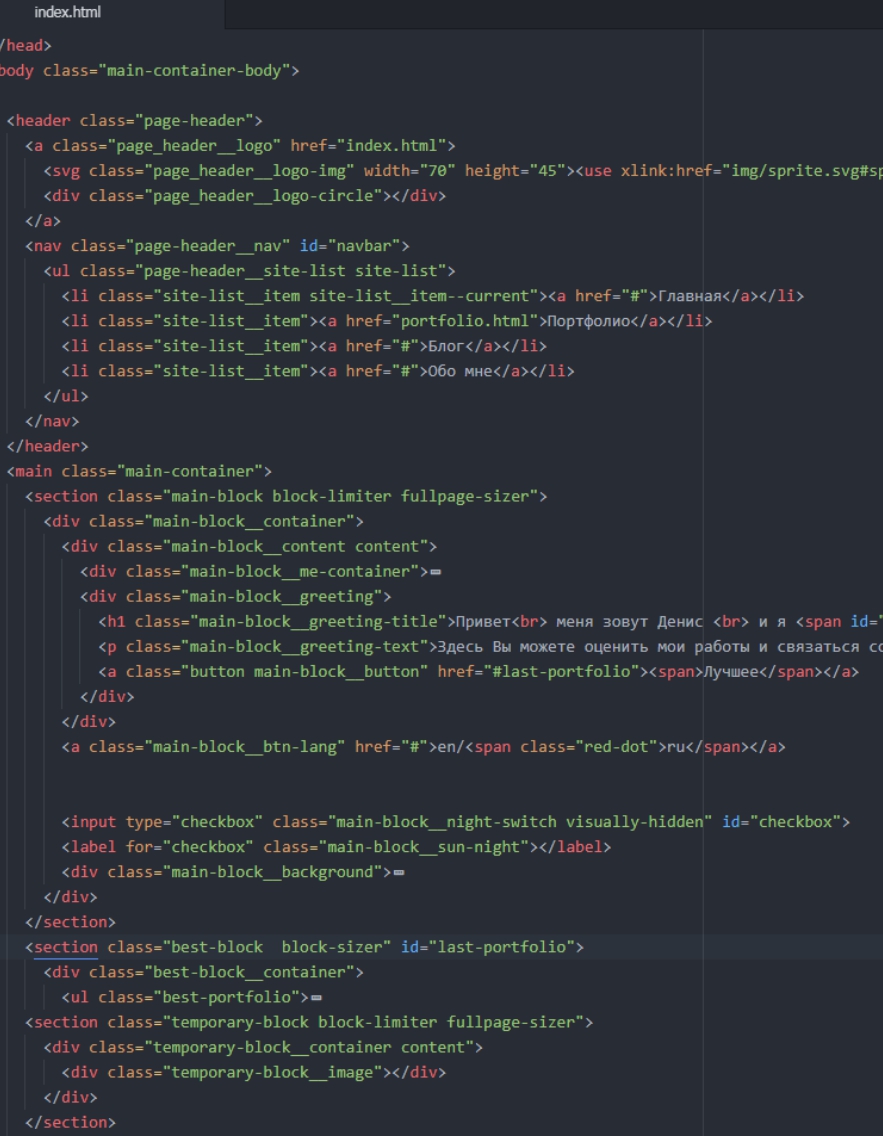 index.html
/head>
body class="main-container-body">
<header class="page-header">
<a class="page_header__logo" href="index.html">
<svg class="page_header__logo-img" width="70" height="45"><use xlink:href="img/sprite.svg#sp
<div class="page_header__logo-circle"></div>
</a>
<nav class="page-header__nav" id="navbar">
<ul class="page-header__site-list site-list">
<li class="site-list__item site-list__item--current"><a href="#">Главная</a></li>
<li class="site-list__item"><a href="portfolio.html">Портфолио</a></li>
<li class="site-list__item"><a href="#">Блог</a></li>
<li class="site-list__item"><a href="#">Обо мне</a></li>
</ul>
</nav>
</header>
<main class="main-container">
<section class="main-block block-limiter fullpage-sizer">
<div class="main-block__container">
<div class="main-block__content content">
<div class="main-block__me-container">
<div class="main-block__greeting">
<h1 class="main-block__greeting-title">Привет<br> меня зовут Денис <br> и я <span id="
<p class="main-block__greeting-text">Здесь Вы можете оценить мои работы и связаться со
<a class="button main-block__button" href="#last-portfolio"><span>Лучшее</span></a>
</div>
</div>
<a class="main-block__btn-lang" href="#">en/<span class="red-dot">ru</span></a>
<input type="checkbox" class="main-block__night-switch visually-hidden" id="checkbox">
<label for="checkbox" class="main-block__sun-night"></label>
<div class="main-block__background">
</div>
</section>
<section class="best-block  block-sizer" id="last-portfolio">
<div class="best-block__container">
<ul class="best-portfolio">
<section class="temporary-block block-limiter fullpage-sizer">
<div class="temporary-block__container content">
<div class="temporary-block__image"></div>
</div>
</section>